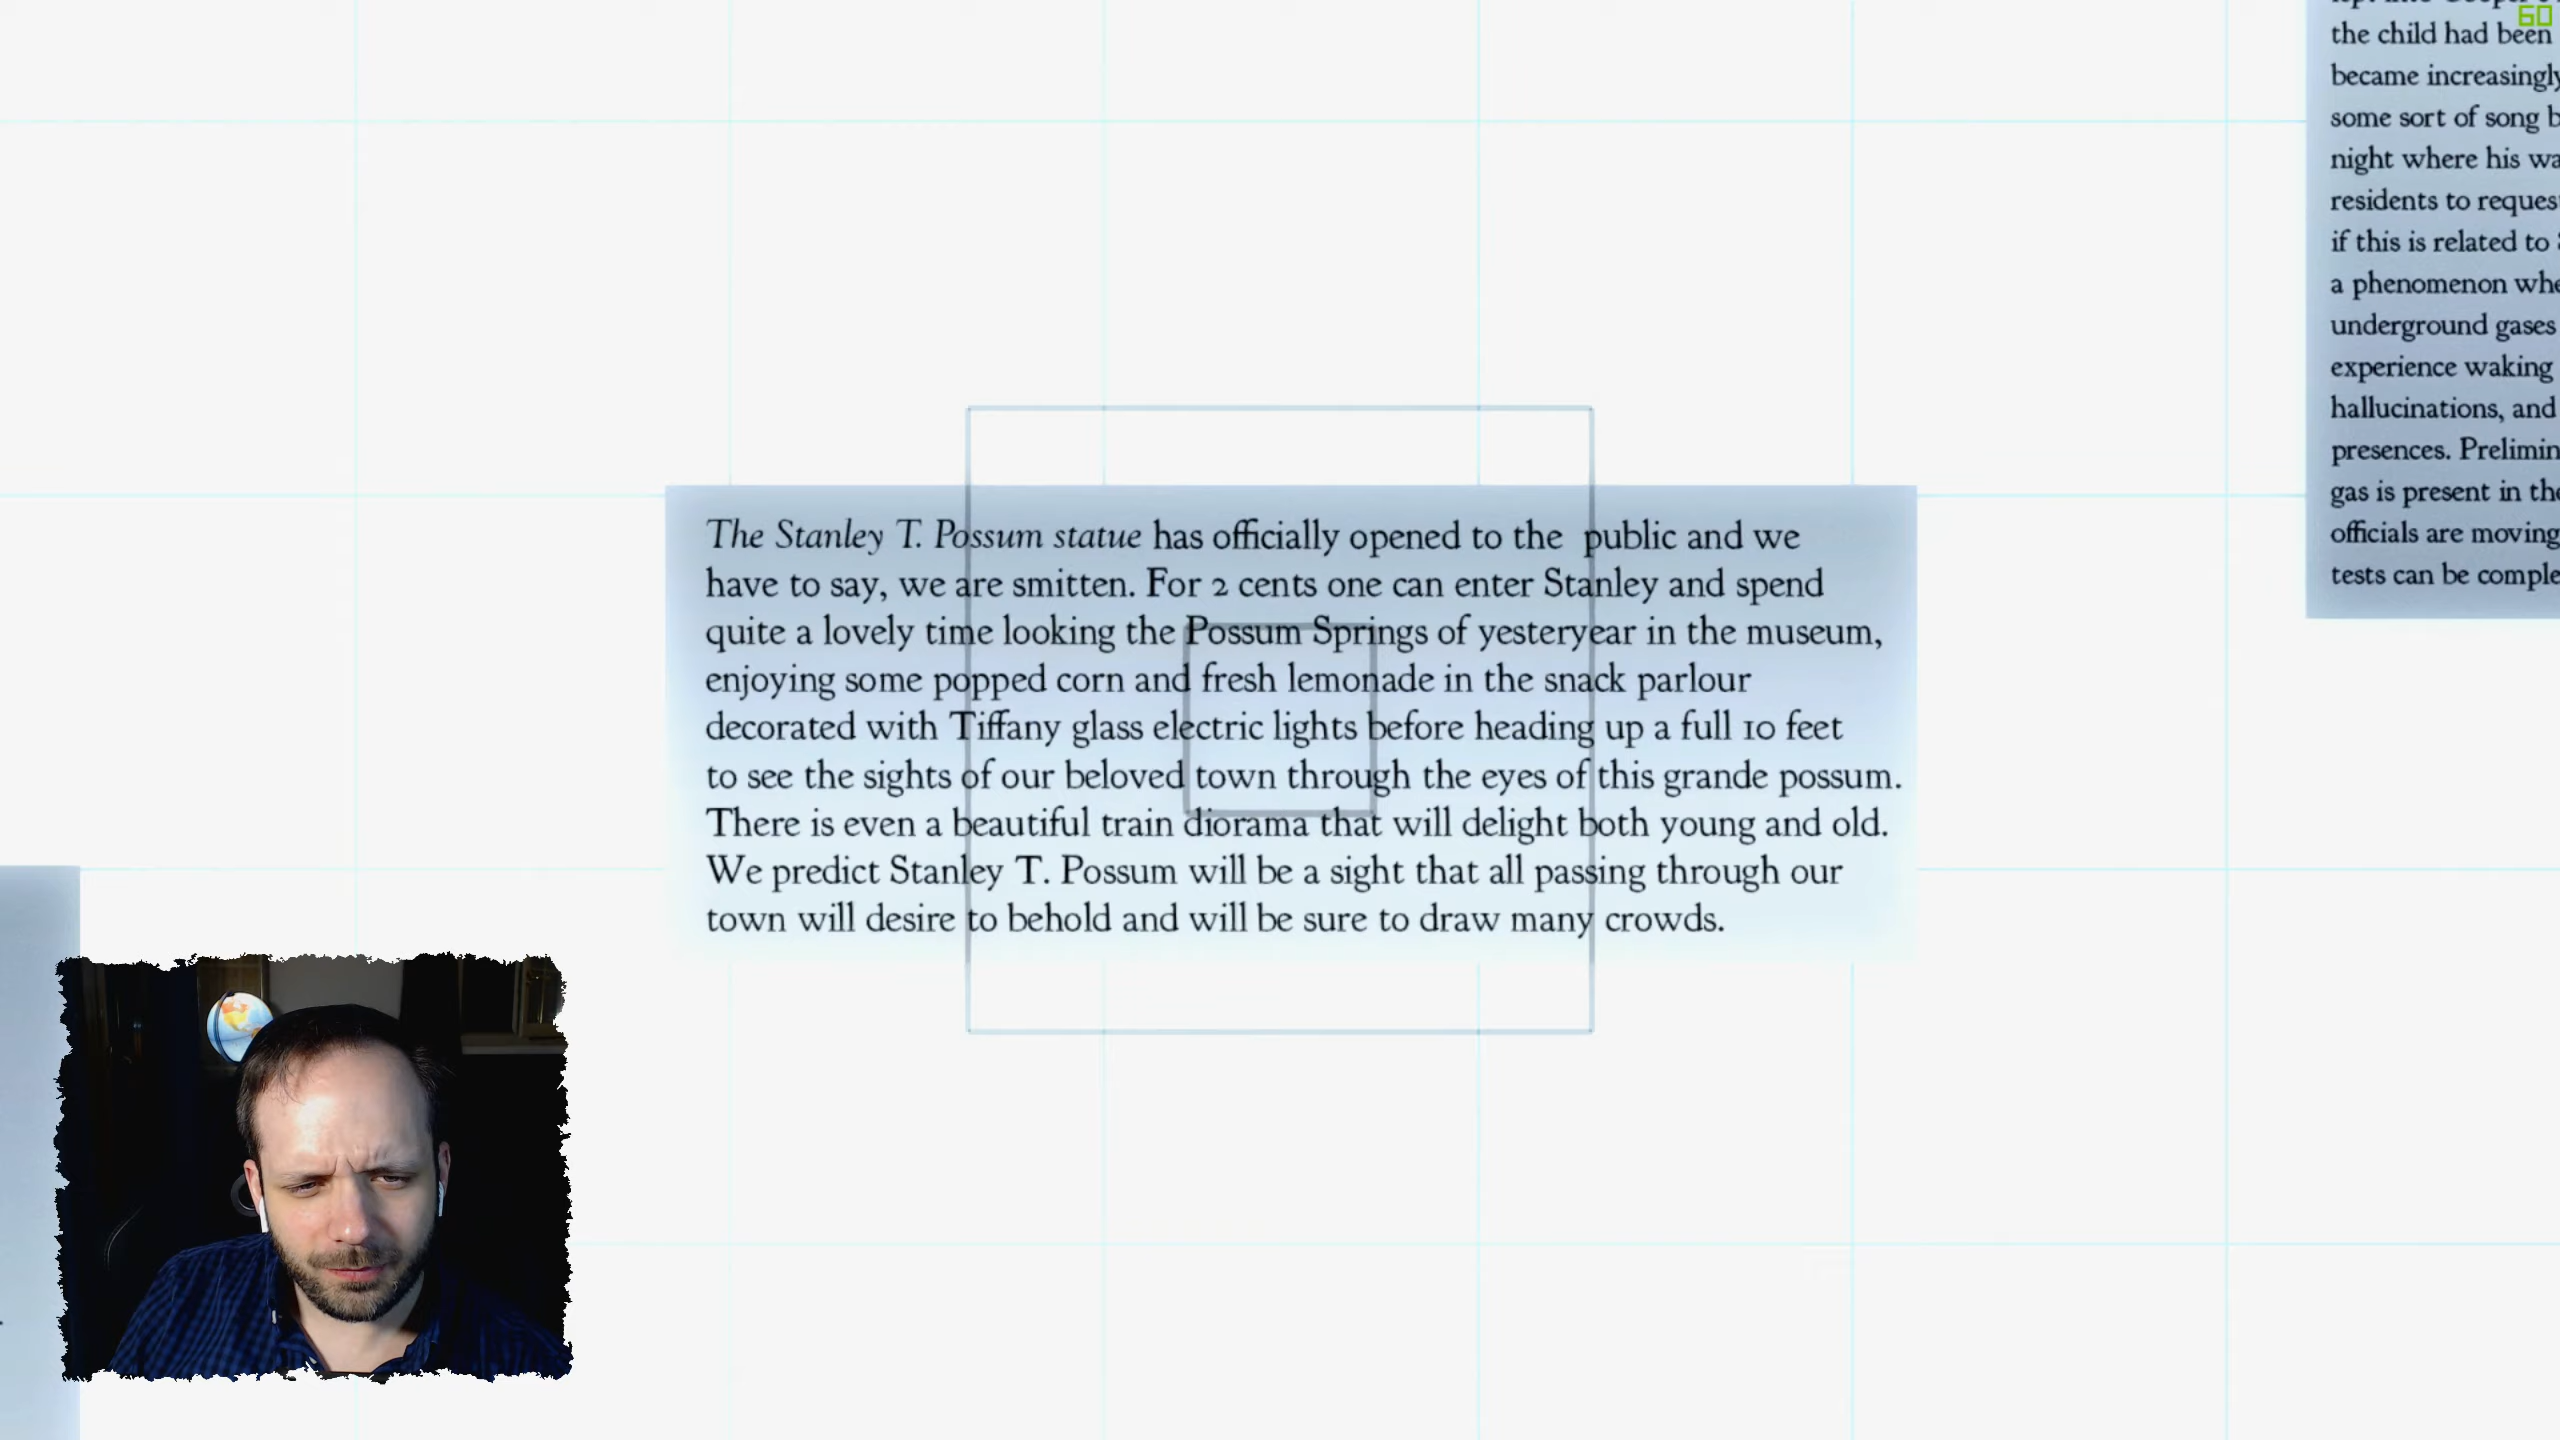 The Stanley T. Possum statue has officially opened to the public and we
have to say, we are smitten. For 2 cents one can enter Stanley and spend
quite a lovely time looking the Possum Springs of yesteryear in the museum,
enjoying some popped corn and fresh lemonade in the snack parlour
decorated with Tiffany glass electric lights before heading up a full 10 feet
to see the sights of our beloved town through the eyes of this grande possum.
There is even a beautiful train diorama that will delight both young and old.
We predict Stanley T. Possum will be a sight that all passing through our
town will desire to behold and will be sure to draw many crowds.
60
the child had been
became increasingly
some sort of song
night where his
residents to
if this is related to
a phenomenon
underground gases
experience waking
hallucinations, and
presences.
gas is present in
officials are moving
tests can be